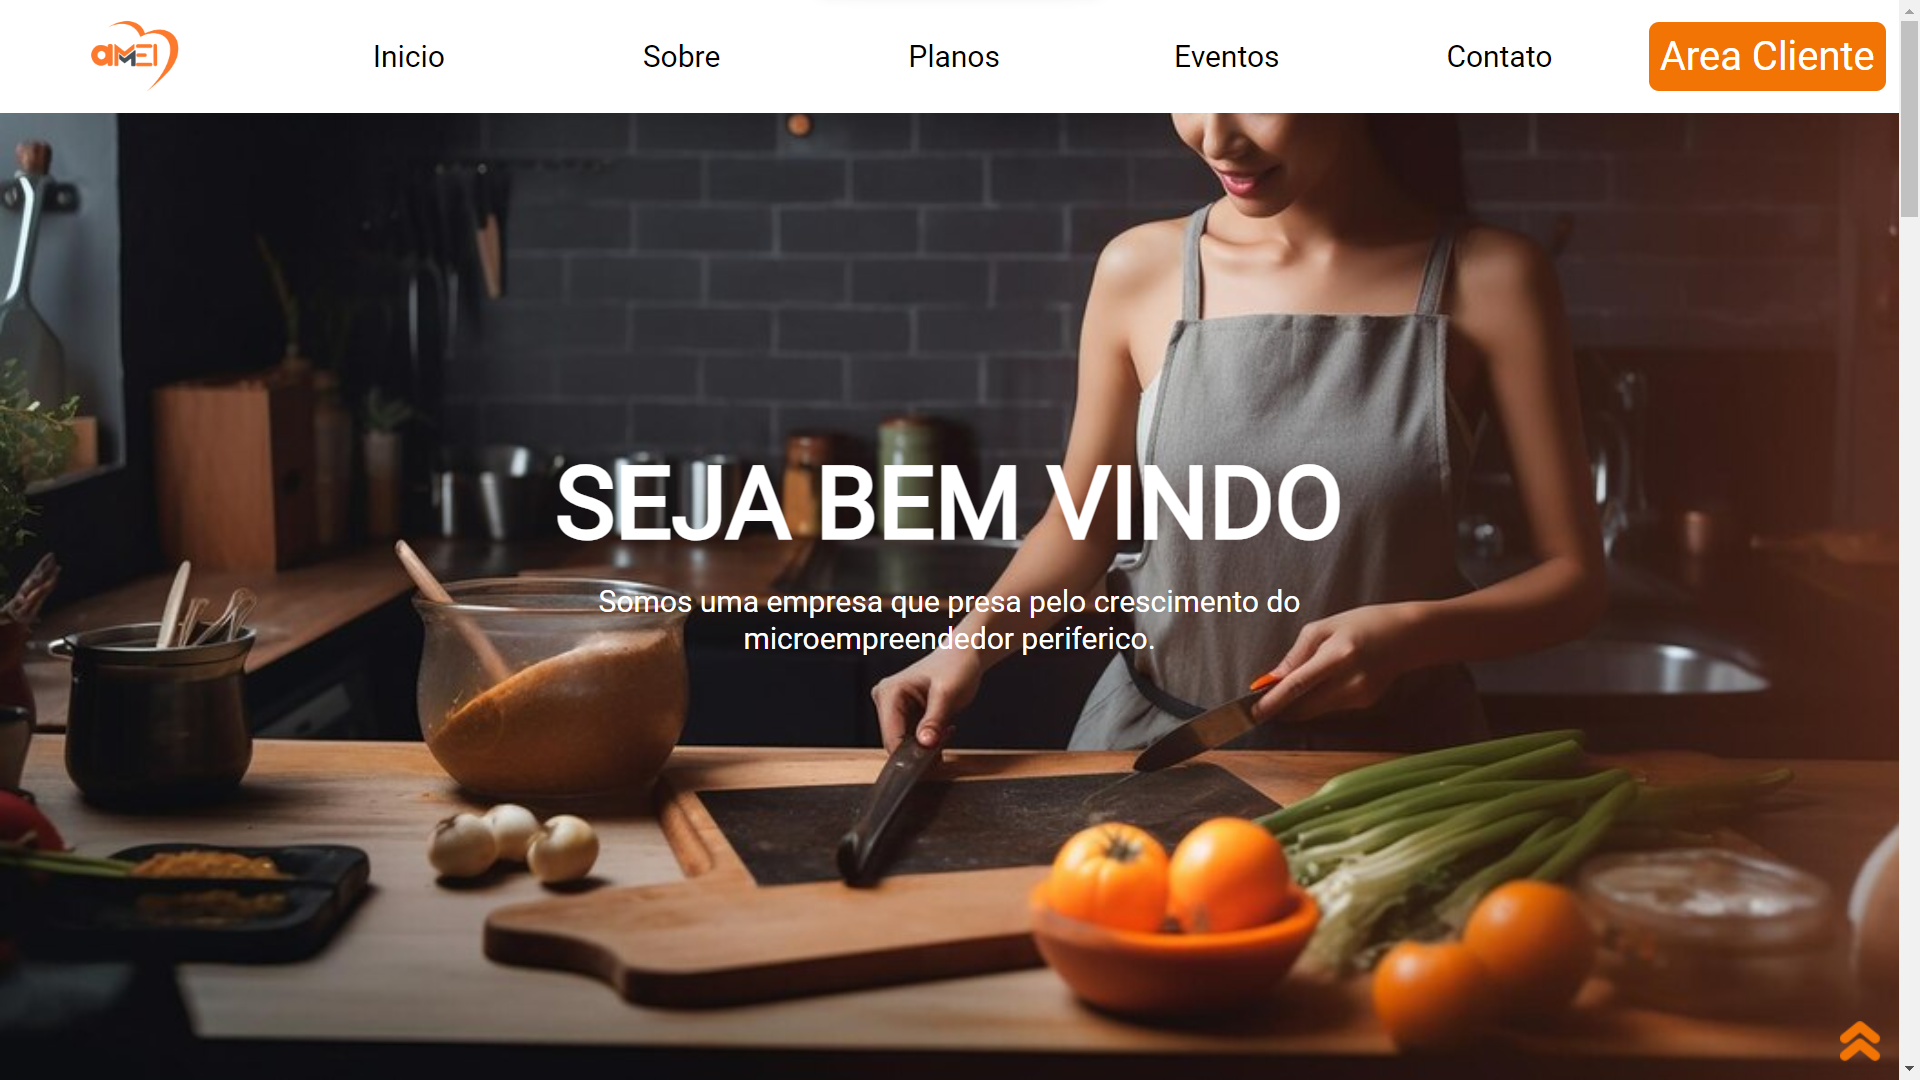 aMEI
Inicio
Sobre
Planos
Eventos
Contato
Area Cliente
SEJA BEM VINDO
Somos uma empresa que presa pelo crescimento do
microempreendedor periferico.